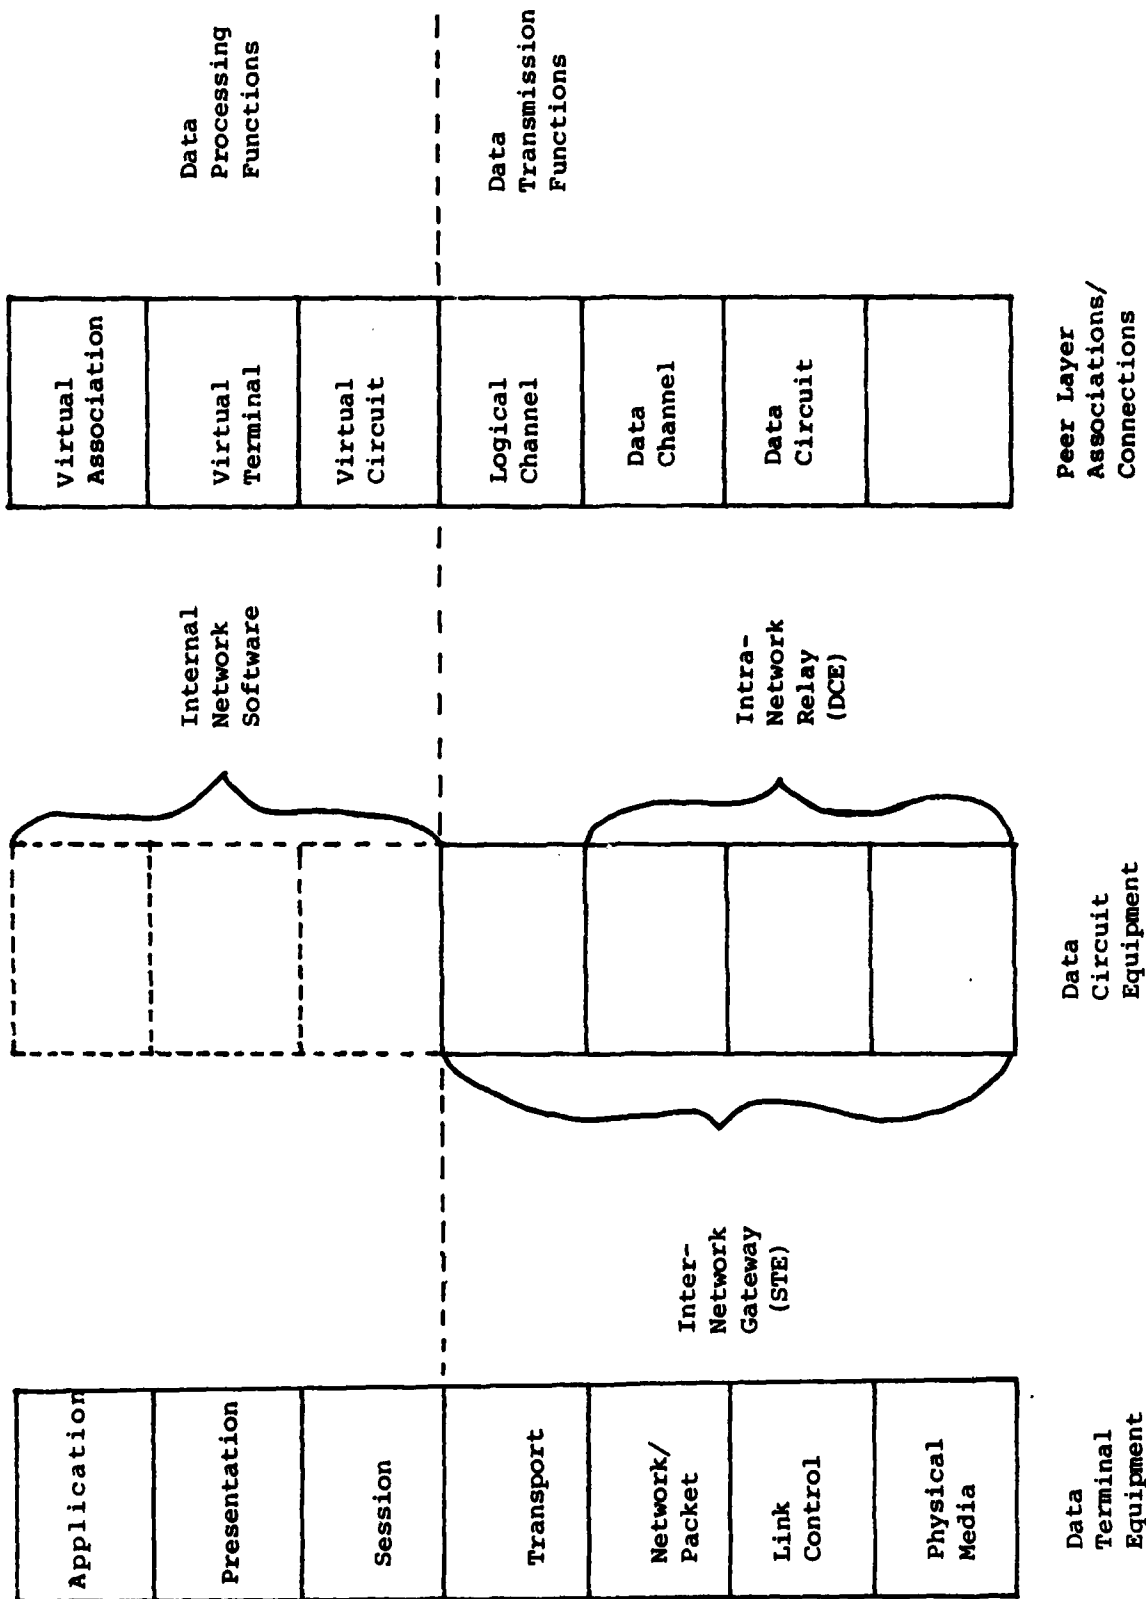 Application
Presentation
Session
Transport
Network/
Packet
Link
Control
Physical
Media
Data
Terminal
Equipment
Inter-
Network
Gateway
(STE)
Data
Circuit
Equipment
Internal
Network
Software
Intra-
Network
Relay
(DCE)
Virtual
Association
Virtual
Terminal
Virtual
Circuit
Logical
Channel
Data
Channel
Data
Circuit
Peer Layer
Associations/
Connections
Data
Processing
Functions
Data
Transmission
Functions